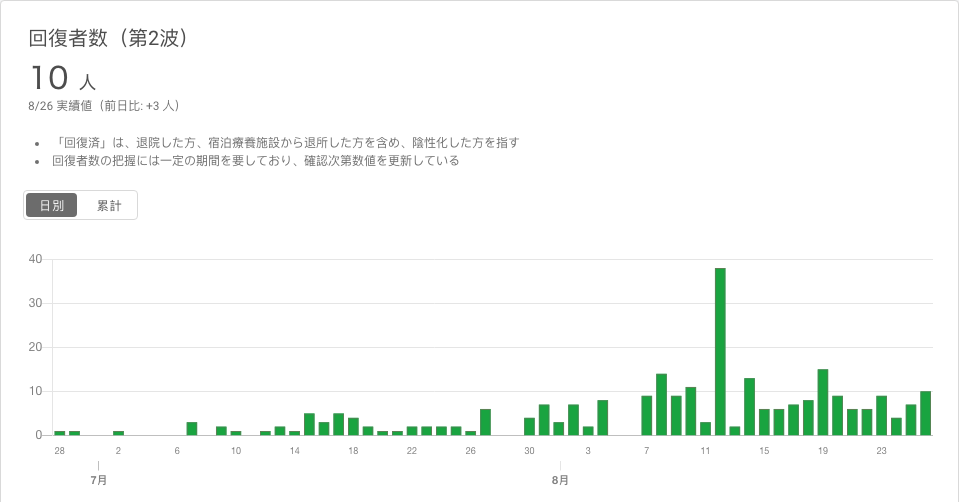 回復者数（第2波）
10 人
8/26 実績値（前日比: +3 人）
• 「回復済」は、退院した方、宿泊療養施設から退所した方を含め、陰性化した方を指す
• 回復者数の把握には一定の期間を要しており、確認次第数値を更新している
日別 累計
40
30
20
10
0
28 2 6 10 14 18 22 26 30 3 7 11 15 19 23
7月 8月